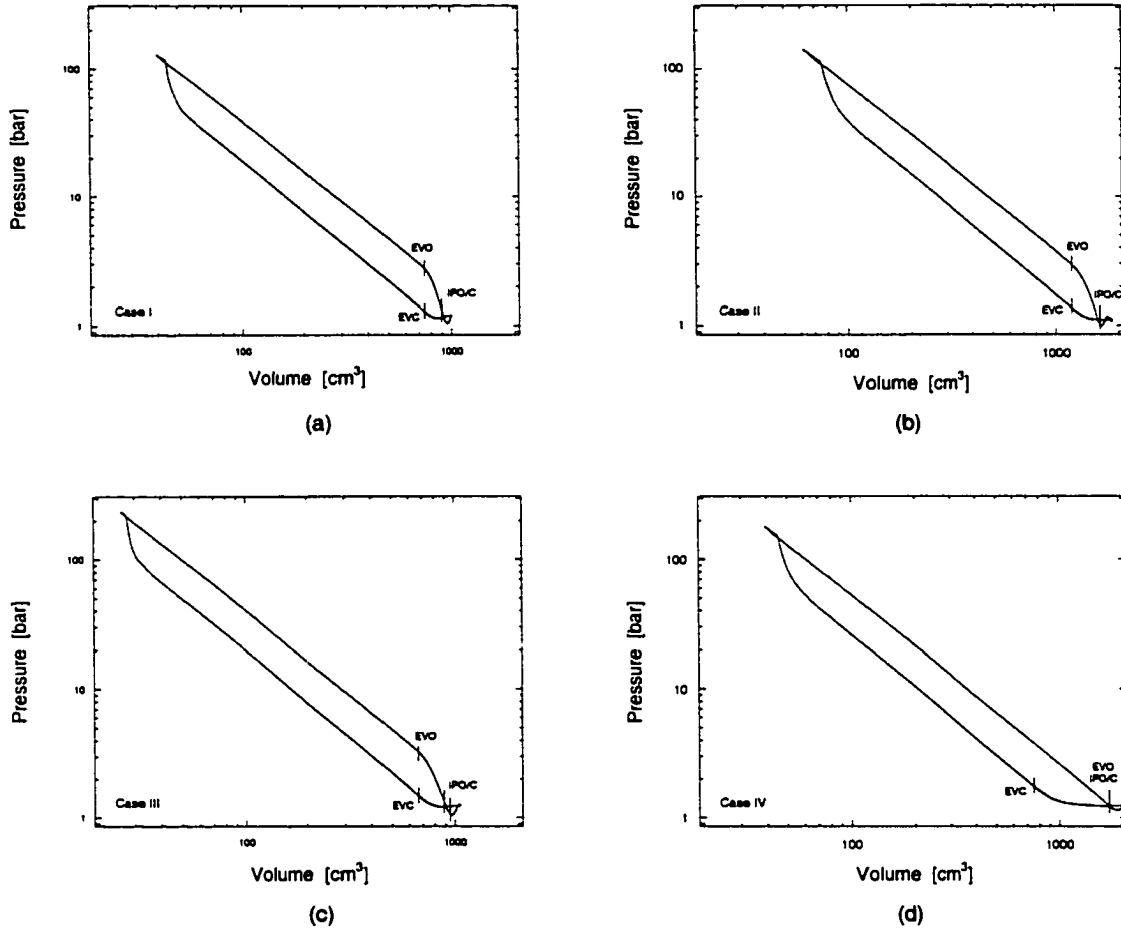 Pressure [bar]
100
10
1
EVO
IPO/C
EVC
Case I
100
1000
Volume [cm³]
(a)
Pressure [bar]
100
10
1
EVO
IPO/C
EVC
Case II
100
1000
Volume [cm³]
(b)
Pressure [bar]
100
10
1
EVO
IPO/C
EVC
Case III
100
1000
Volume [cm³]
(c)
Pressure [bar]
100
10
1
EVO
IPO/C
EVC
Case IV
100
1000
Volume [cm³]
(d)